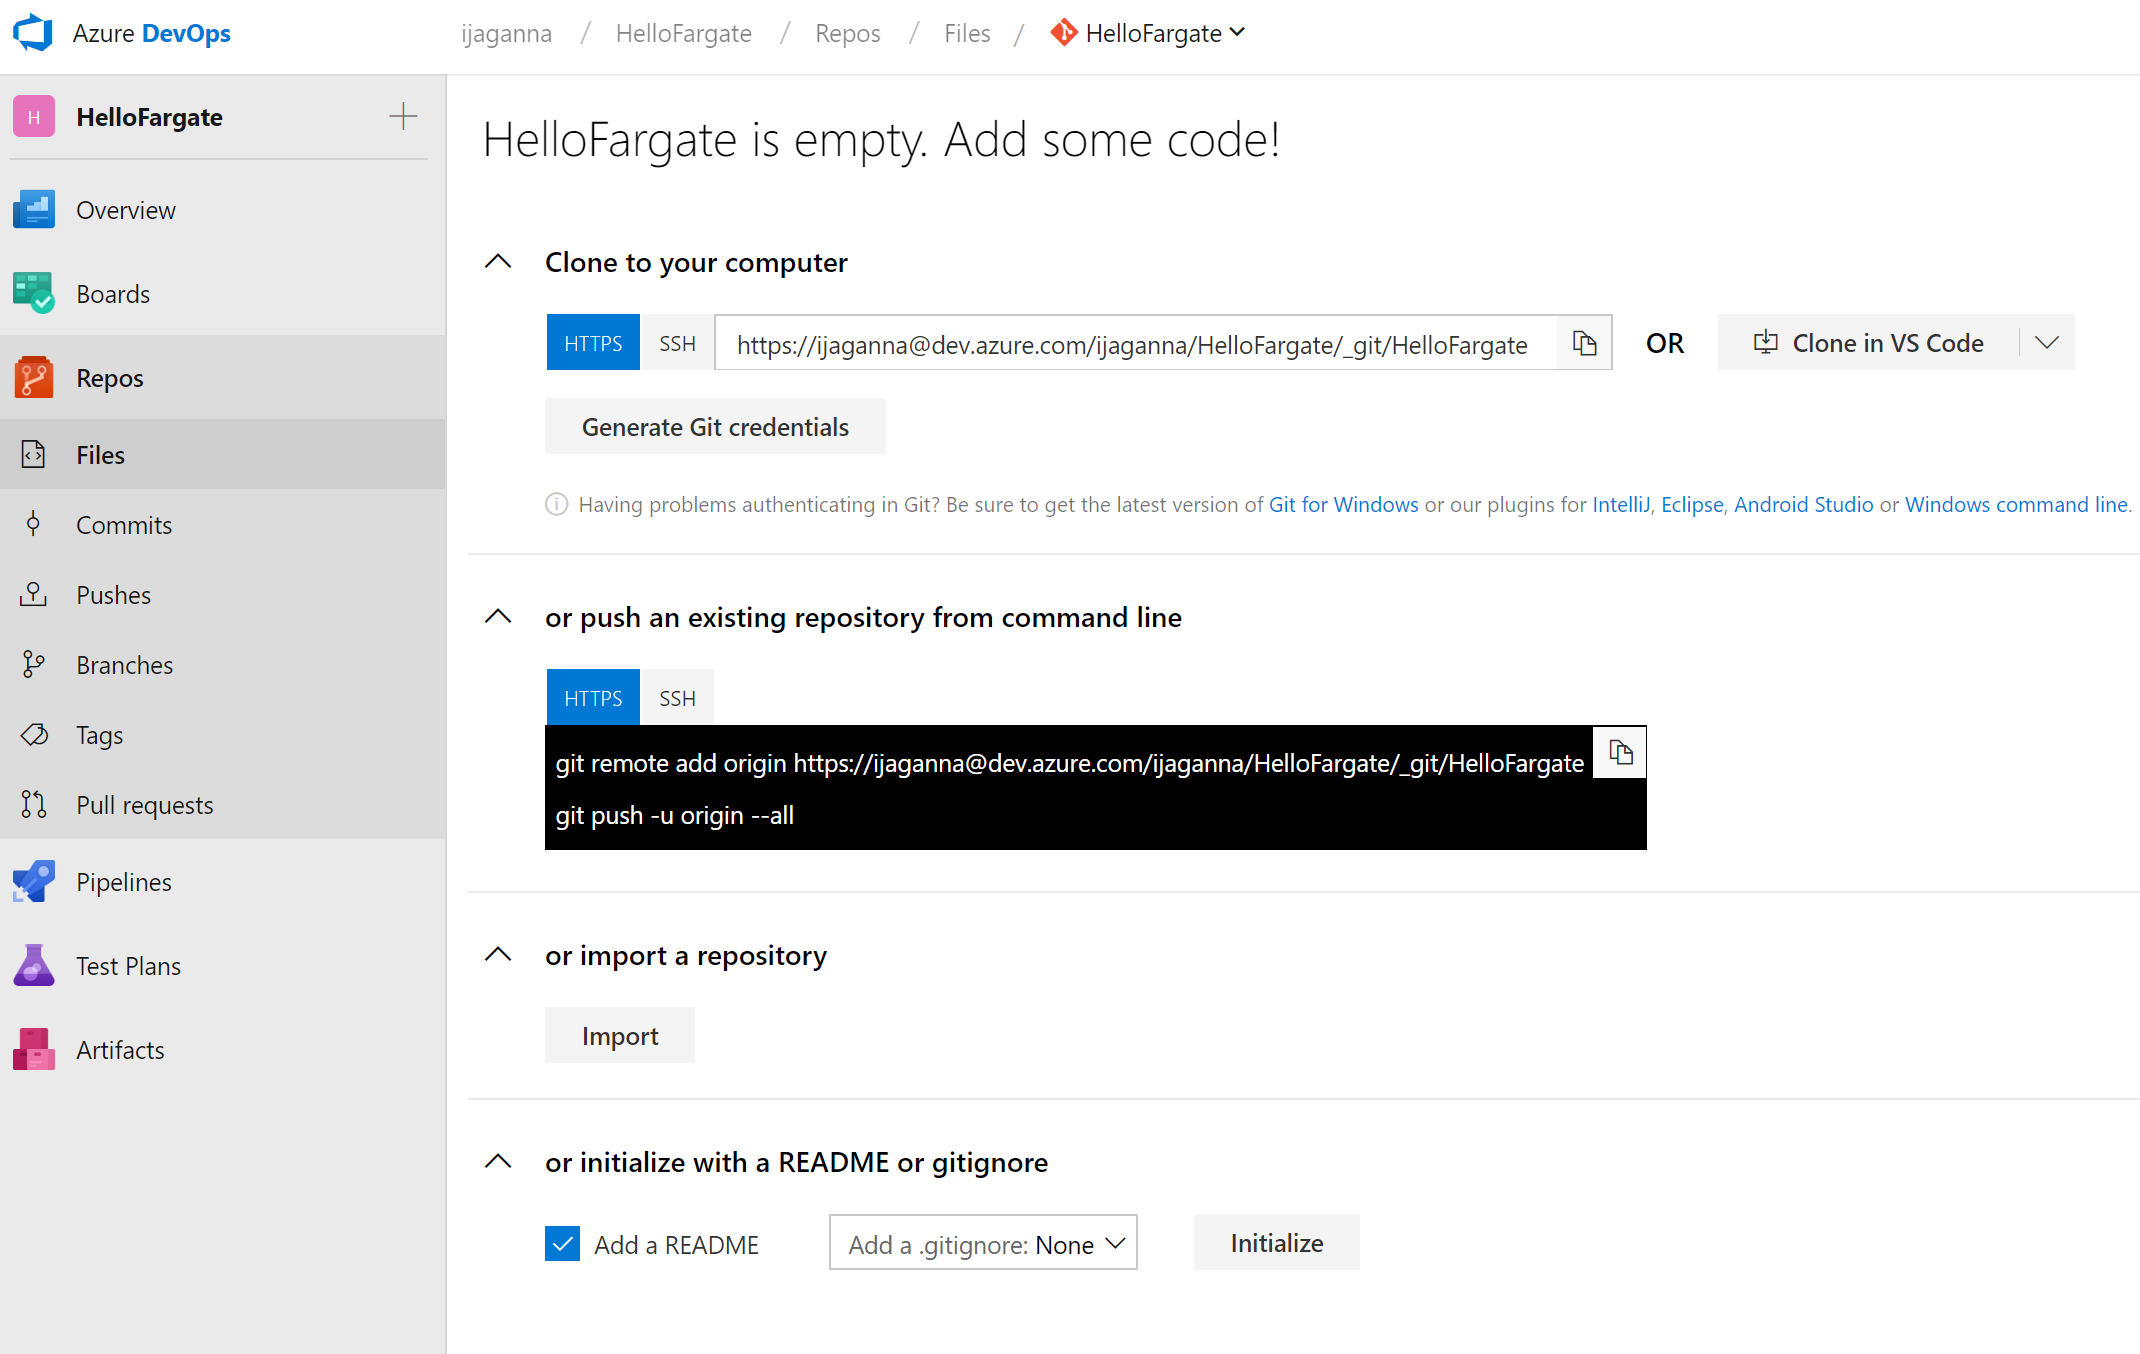 Azure DevOps
ijaganna / HelloFargate / Repos / Files / HelloFargate
H HelloFargate
Overview
Boards
Repos
Files
Commits
Pushes
Branches
Tags
Pull requests
Pipelines
Test Plans
Artifacts
HelloFargate is empty. Add some code!
Clone to your computer
HTTPS SSH https://ijaganna@dev.azure.com/ijaganna/HelloFargate/_git/HelloFargate OR Clone in VS Code
Generate Git credentials
Having problems authenticating in Git? Be sure to get the latest version of Git for Windows or our plugins for IntelliJ, Eclipse, Android Studio or Windows command line.
or push an existing repository from command line
HTTPS SSH
git remote add origin https://ijaganna@dev.azure.com/ijaganna/HelloFargate/_git/HelloFargate
git push -u origin --all
or import a repository
Import
or initialize with a README or gitignore
Add a README Add a .gitignore: None Initialize